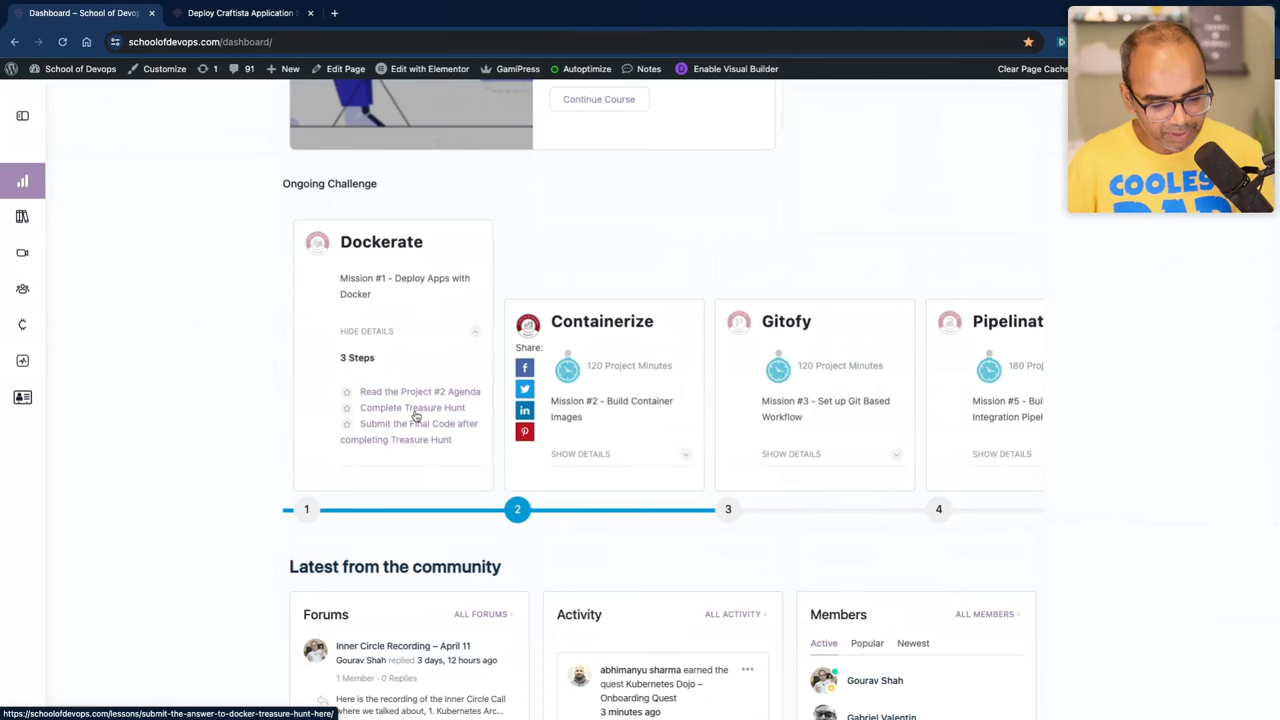 Dashboard – School of Devop
Deploy Craftista Application S
schoolofdevops.com/dashboard/
School of Devops
Customize
1
91
New
Edit Page
Edit with Elementor
GamiPress
Autoptimize
Notes
Enable Visual Builder
Clear Page Cache
COOLEST
DAD
Continue Course
Ongoing Challenge
Dockerate
Mission #1 - Deploy Apps with
Docker
HIDE DETAILS
3 Steps
Read the Project #2 Agenda
Complete Treasure Hunt
Submit the Final Code after
completing Treasure Hunt
Containerize
Share:
120 Project Minutes
Mission #2 - Build Container
Images
SHOW DETAILS
Gitofy
120 Project Minutes
Mission #3 - Set up Git Based
Workflow
SHOW DETAILS
Pipelinat
180 Proj
Mission #5 - Buil
Integration Pipel
SHOW DETAILS
1
2
3
4
Latest from the community
Forums
ALL FORUMS
Inner Circle Recording – April 11
Gourav Shah replied 3 days, 12 hours ago
1 Member · 0 Replies
Here is the recording of the Inner Circle Call
where we talked about, 1. Kubernetes Arc...
Activity
ALL ACTIVITY
abhimanyu sharma earned the
quest Kubernetes Dojo –
Onboarding Quest
3 minutes ago
Members
ALL MEMBERS
Active
Popular
Newest
Gourav Shah
Gabriel Valentin
https://schoolofdevops.com/lessons/submit-the-answer-to-docker-treasure-hunt-here/